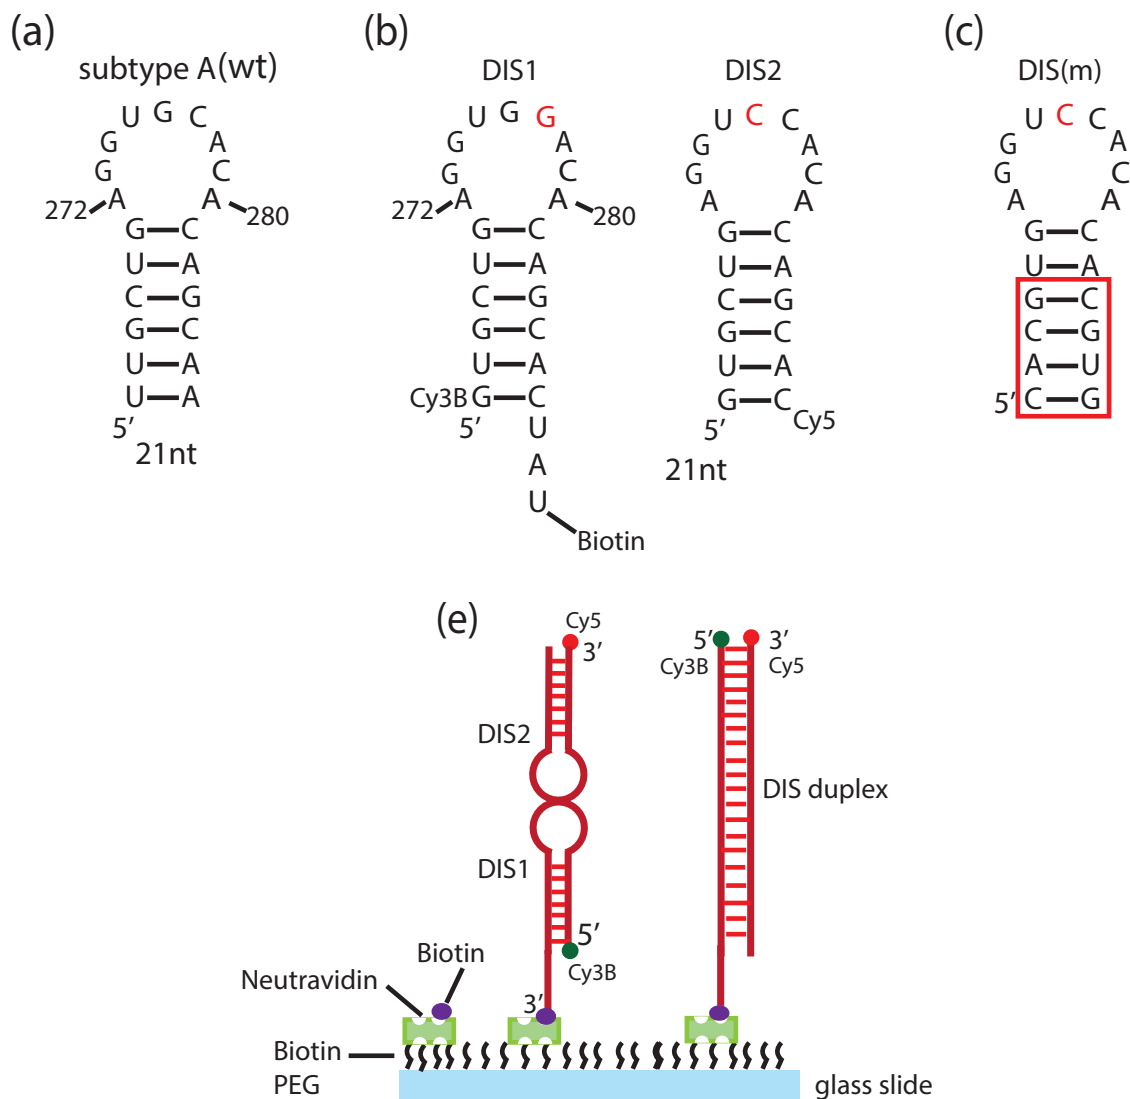 (a)
subtype A(wt)
U G C
G A
G C
272 A A 280
G C
U A
C G
G C
U A
U A
5′
21nt
(b)
DIS1
U G G
G A
G C
272 A A 280
G C
U A
C G
G C
U A
Cy3B G C
5′ U
A
U
Biotin
DIS2
U C C
G A
G C
A A
G C
U A
C G
G C
U A
G C Cy5
5′
21nt
(c)
DIS(m)
U C C
G A
G C
A A
G C
U A
G C
C G
A U
5′ C G
(e)
Cy5
3′
DIS2
DIS1
5′
Cy3B
3′
5′ 3′
Cy3B Cy5
DIS duplex
Biotin
Neutravidin
Biotin
PEG
glass slide